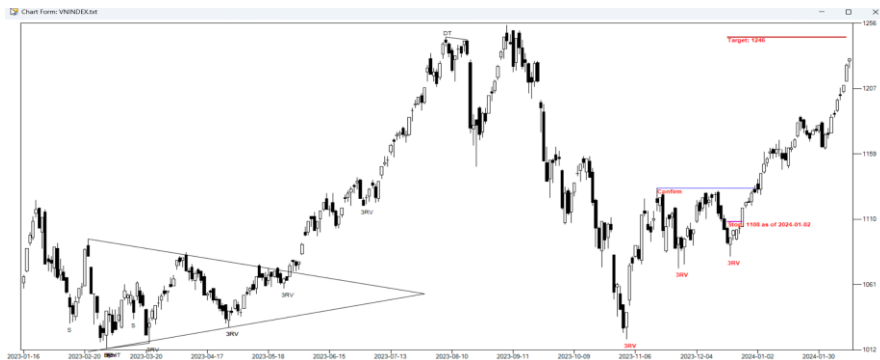 Chart Form: VNINDEX.txt
1256
DT
Target: 1246
1207
1159
Confirm
3RV
1110
Stop: 1108 as of 2024-01-02
S
S
3RV
3RV
3RV
1061
3RV
3RV
3RV
1012
2023-01-16
2023-02-20
2023-03-20
2023-04-17
2023-05-18
2023-06-15
2023-07-13
2023-08-10
2023-09-11
2023-10-09
2023-11-06
2023-12-04
2024-01-02
2024-01-30